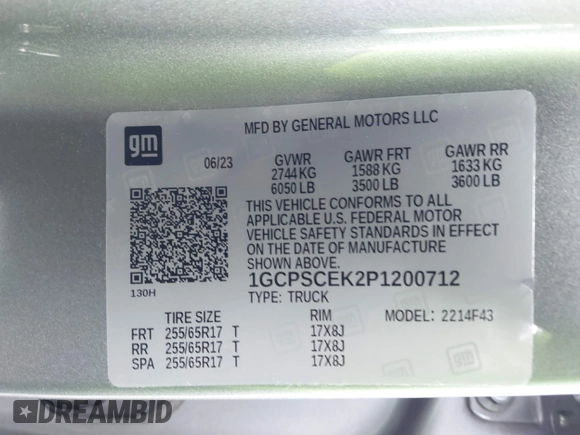 gm
MFD BY GENERAL MOTORS LLC
06/23
GVWR GAWR FRT GAWR RR
2744 KG 1588 KG 1633 KG
6050 LB 3500 LB 3600 LB
THIS VEHICLE CONFORMS TO ALL
APPLICABLE U.S. FEDERAL MOTOR
VEHICLE SAFETY STANDARDS IN EFFECT
ON THE DATE OF MANUFACTURE
SHOWN ABOVE.
130H
1GCPSCEK2P1200712
TYPE: TRUCK
TIRE SIZE RIM MODEL: 2214F43
FRT 255/65R17 T 17X8J
RR 255/65R17 T 17X8J
SPA 255/65R17 T 17X8J
DREAMBID